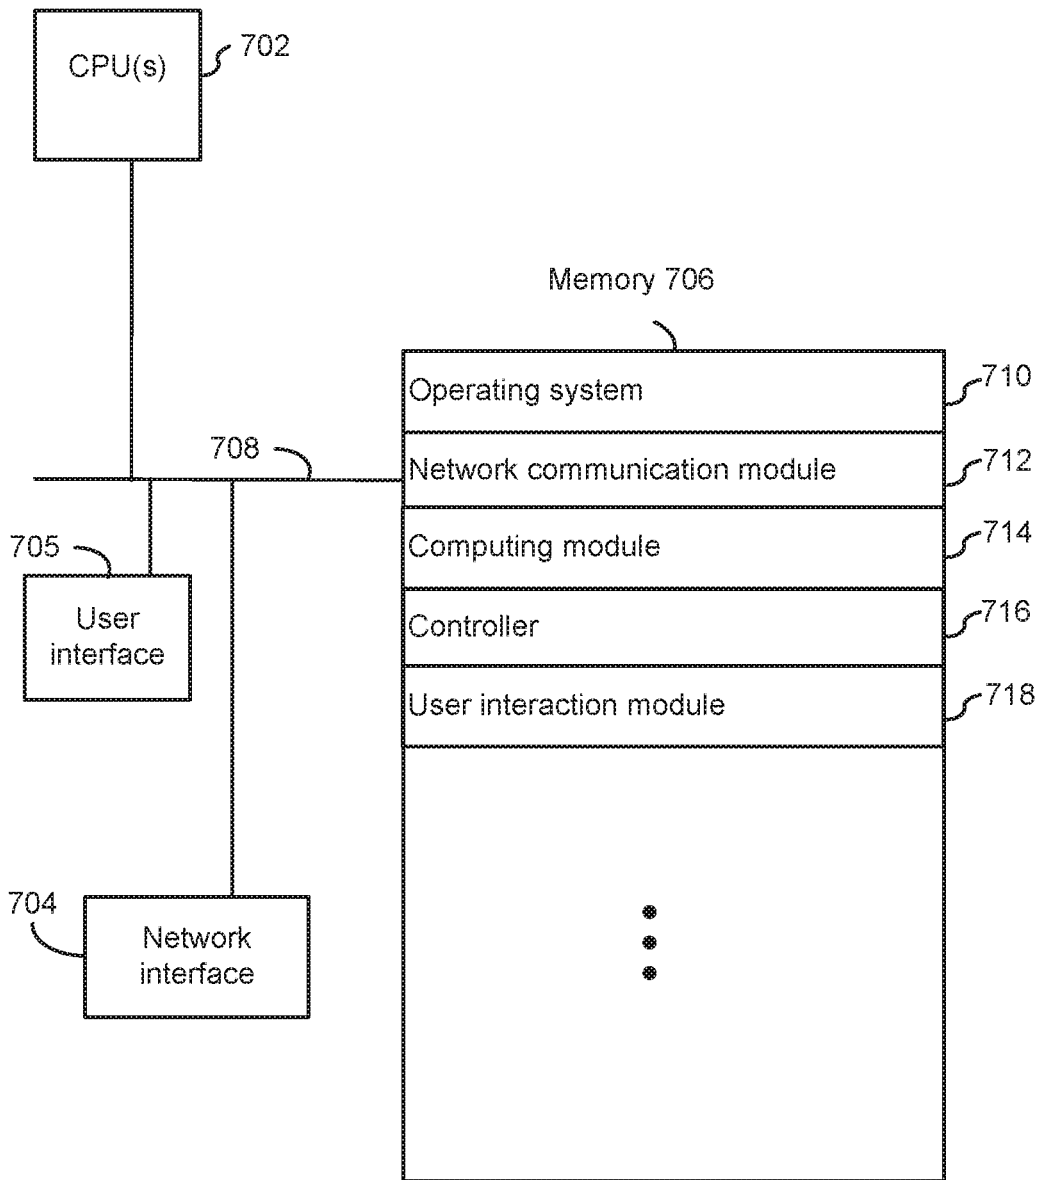 CPU(s)
702
Memory 706
Operating system
710
708
Network communication module
712
705
Computing module
714
User
interface
Controller
716
User interaction module
718
704
Network
interface